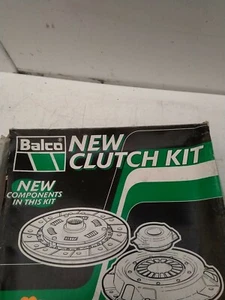 Balco
NEW
CLUTCH KIT
NEW
COMPONENTS
IN THIS KIT